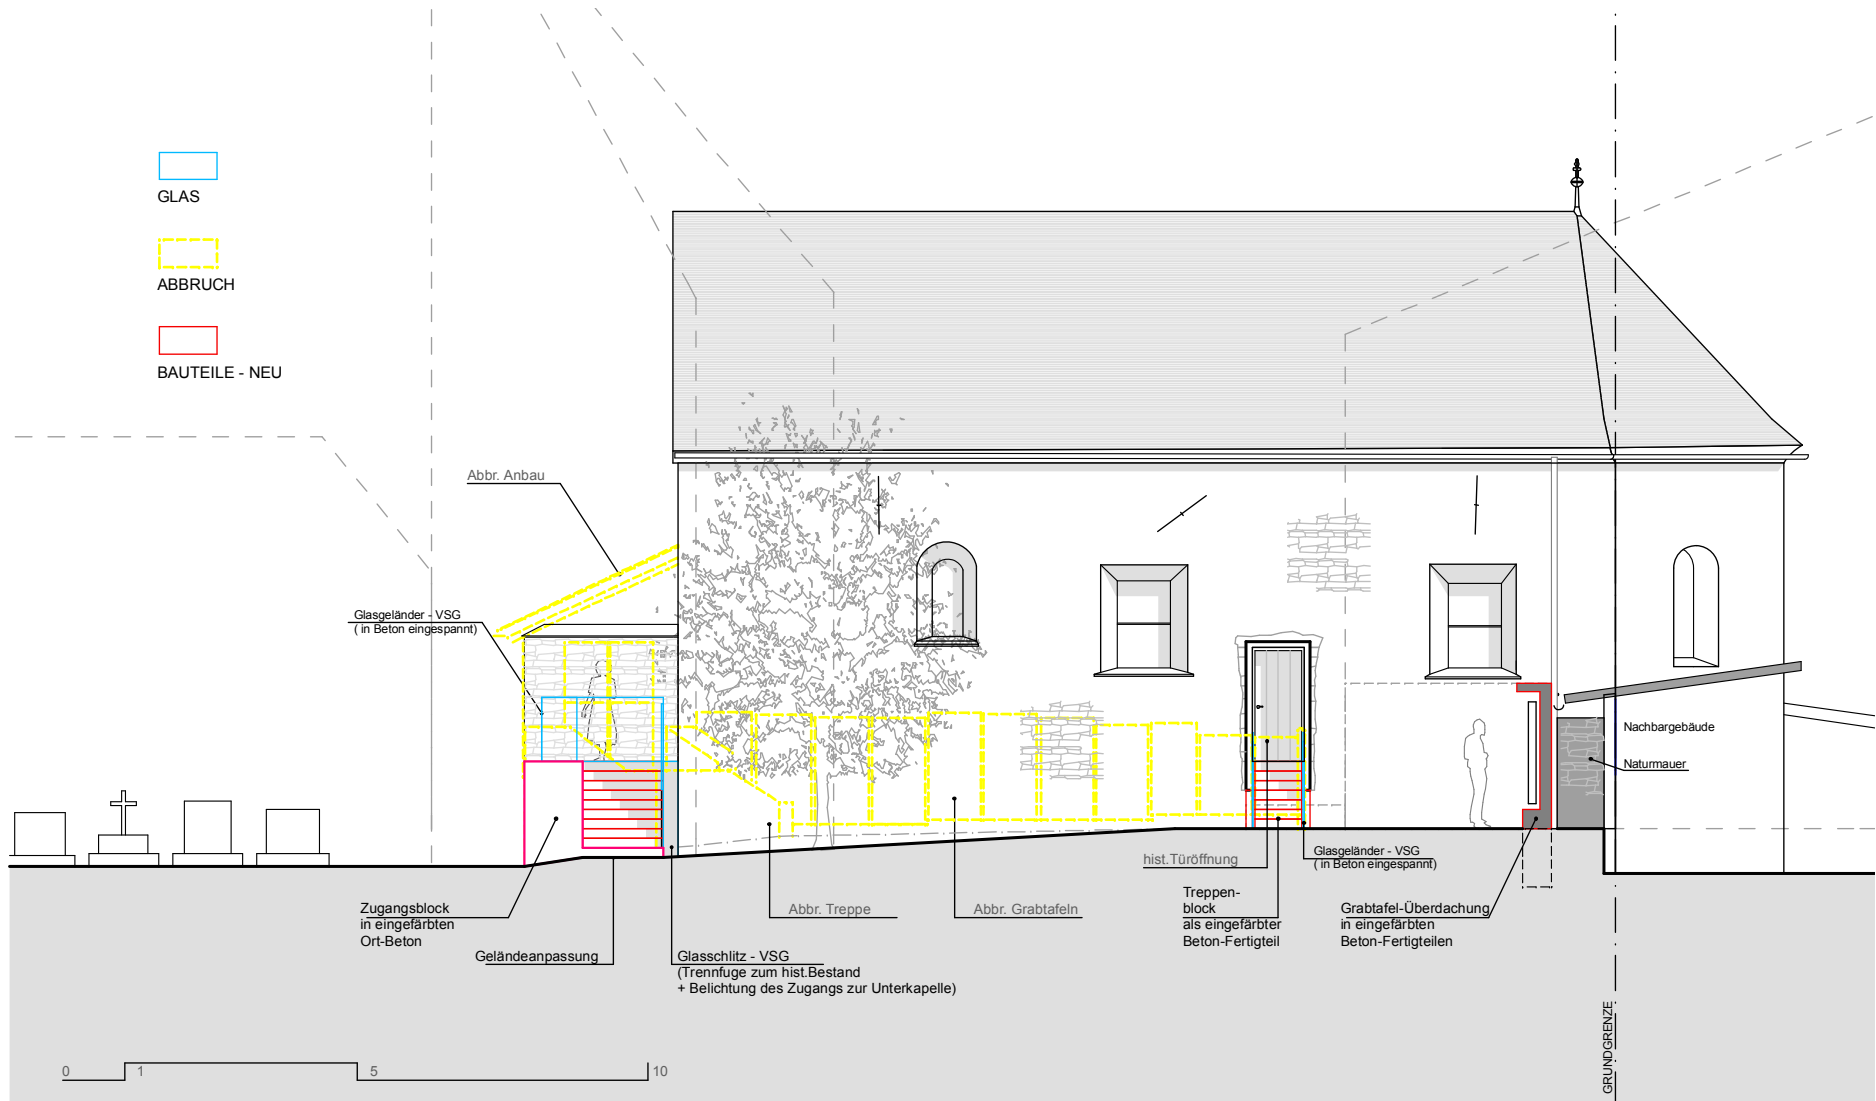 GLAS
ABBRUCH
BAUTEILE - NEU
Abbr. Anbau
Glasgeländer - VSG
( in Beton eingespannt)
Nachbargebäude
Naturmauer
hist.Türöffnung
Glasgeländer - VSG
( in Beton eingespannt)
Zugangsblock
in eingefärbten
Ort-Beton
Abbr. Treppe
Abbr. Grabtafeln
Treppen-
block
als eingefärbter
Beton-Fertigteil
Grabtafel-Überdachung
in eingefärbten
Beton-Fertigteilen
Geländeanpassung
Glasschlitz - VSG
(Trennfuge zum hist.Bestand
+ Belichtung des Zugangs zur Unterkapelle)
GRUNDGRENZE
0 1 5 10